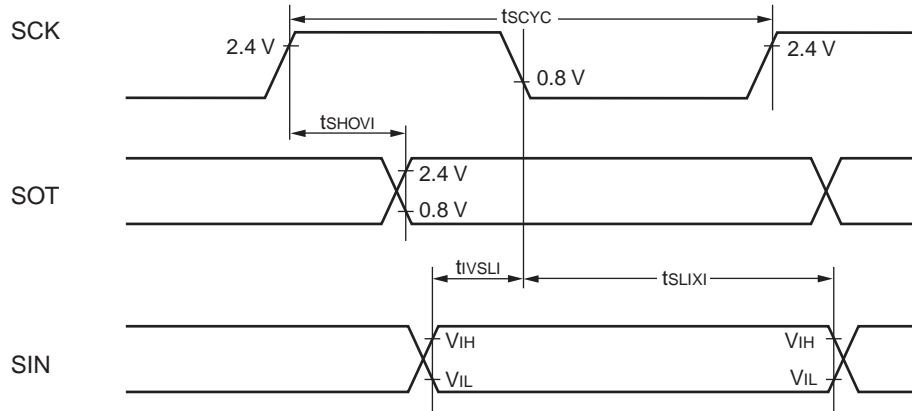 tSCYC
SCK
2.4 V
2.4 V
0.8 V
tSHOVI
2.4 V
SOT
0.8 V
tIVSLI
tSLIXI
VIH
VIH
SIN
VIL
VIL